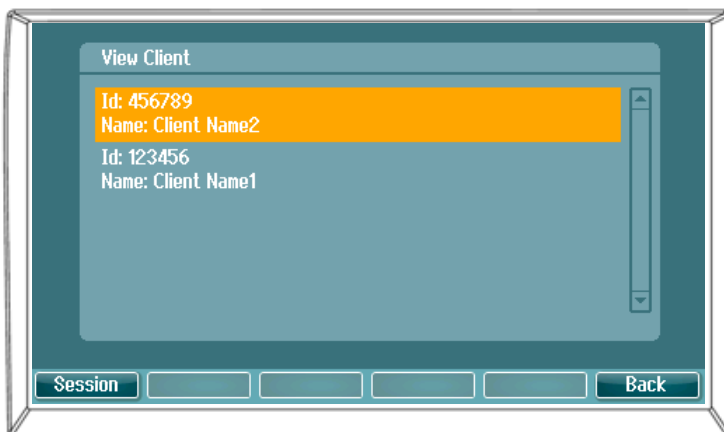 View Client
Id: 456789
Name: Client Name2
Id: 123456
Name: Client Name1
Session
Back